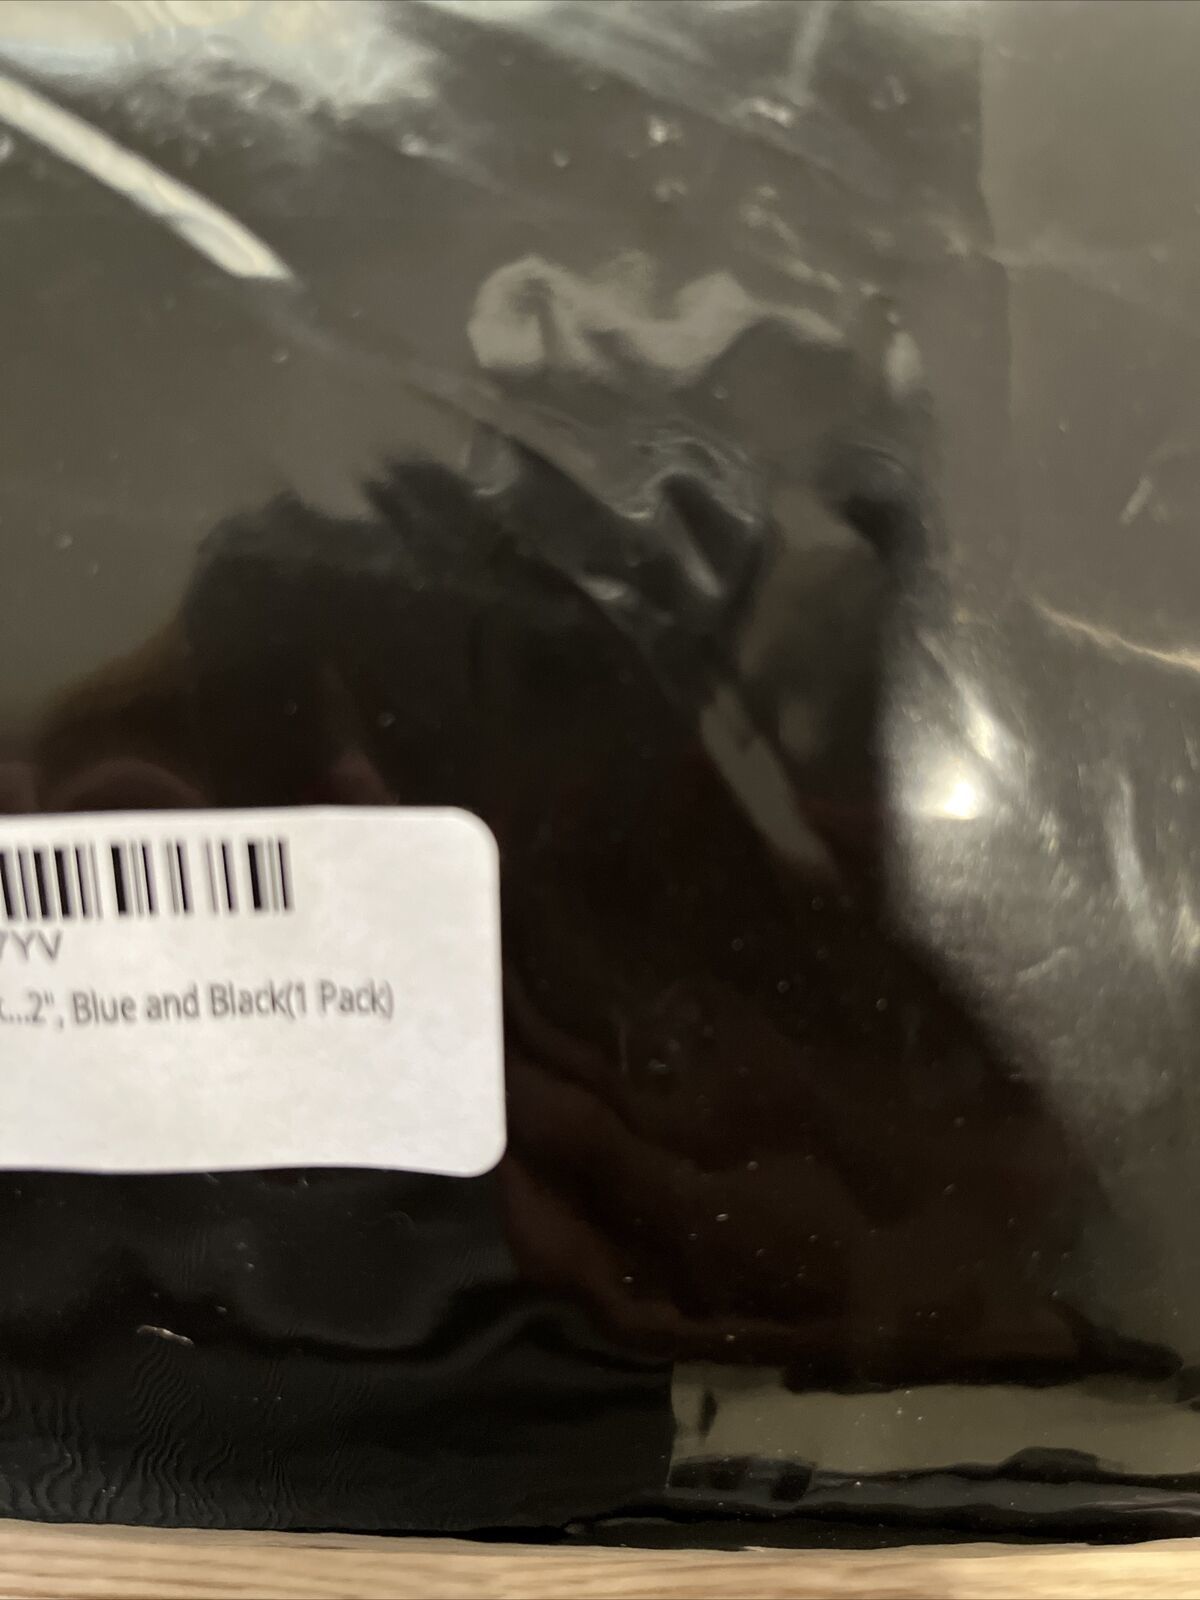 7YV
...2", Blue and Black(1 Pack)